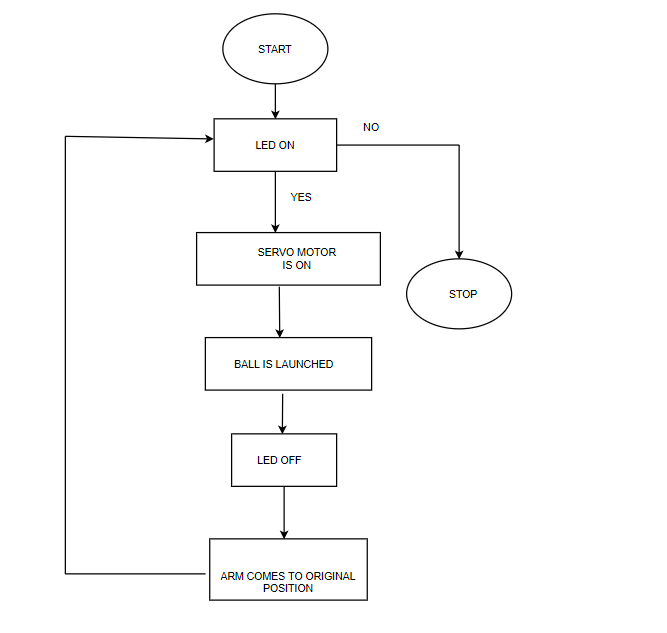 START
LED ON
NO
YES
SERVO MOTOR
IS ON
STOP
BALL IS LAUNCHED
LED OFF
ARM COMES TO ORIGINAL
POSITION